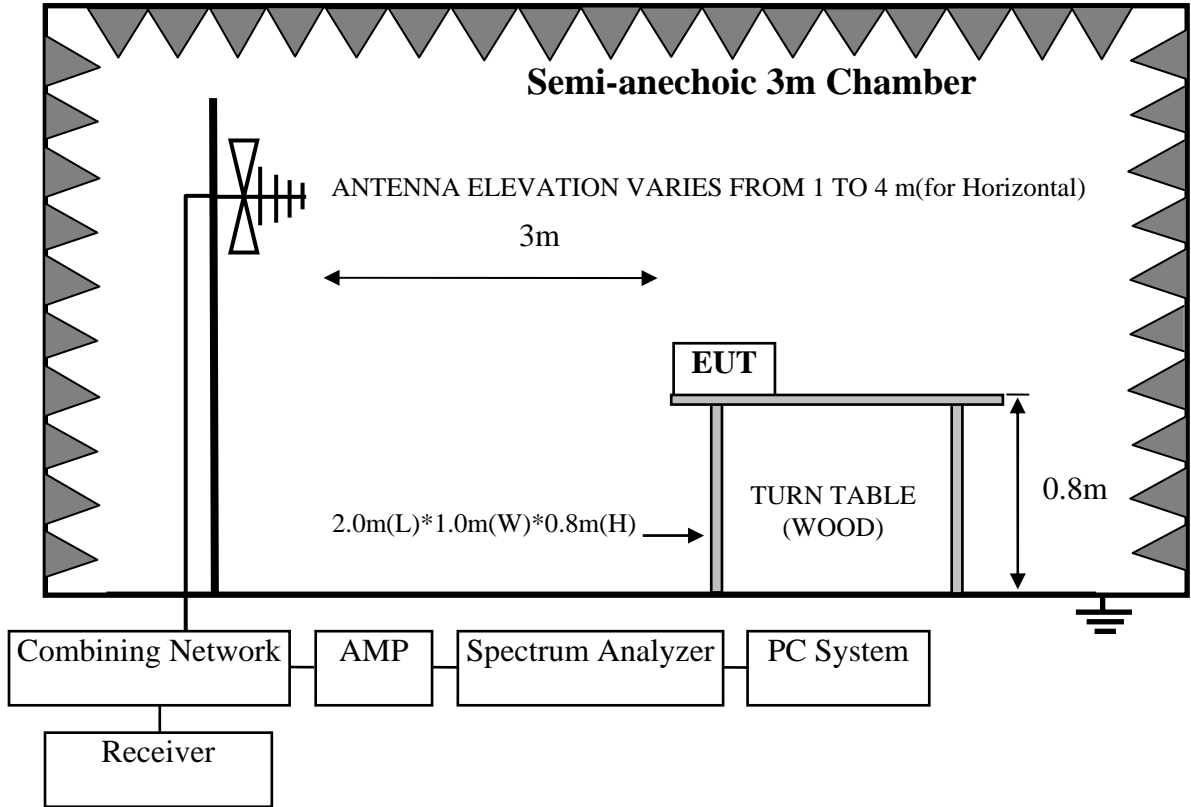 Semi-anechoic 3m Chamber
ANTENNA ELEVATION VARIES FROM 1 TO 4 m(for Horizontal)
3m
EUT
TURN TABLE
(WOOD)
0.8m
2.0m(L)*1.0m(W)*0.8m(H)
Combining Network
AMP
Spectrum Analyzer
PC System
Receiver